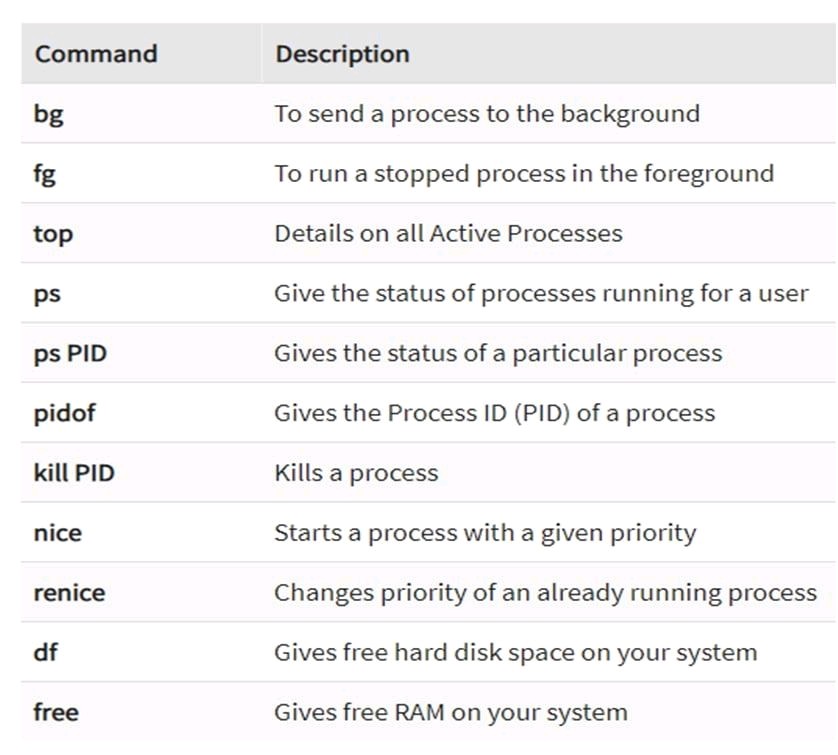 Command Description
bg To send a process to the background
fg To run a stopped process in the foreground
top Details on all Active Processes
ps Give the status of processes running for a user
ps PID Gives the status of a particular process
pidof Gives the Process ID (PID) of a process
kill PID Kills a process
nice Starts a process with a given priority
renice Changes priority of an already running process
df Gives free hard disk space on your system
free Gives free RAM on your system